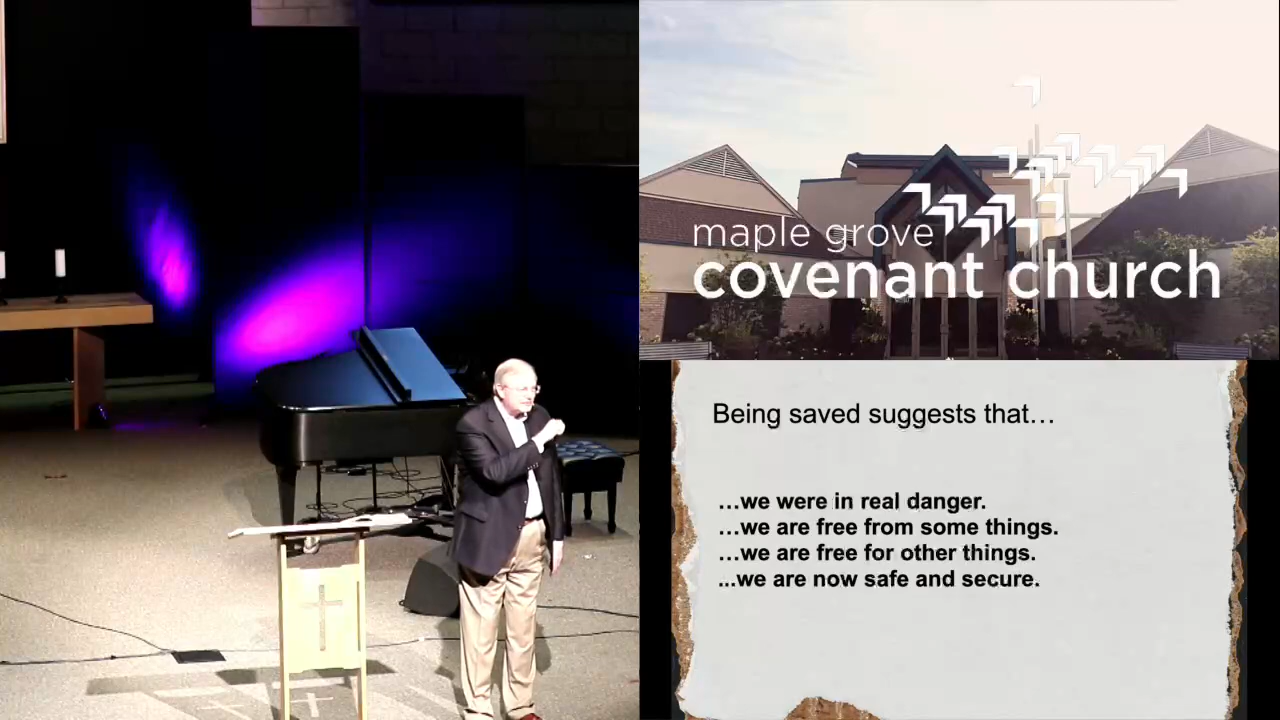 maple grove
covenant church
Being saved suggests that…
…we were in real danger.
…we are free from some things.
…we are free for other things.
...we are now safe and secure.